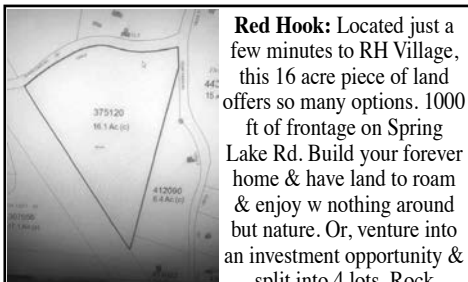 375120
16.1 Ac.(c)
412090
6.4 Ac.(c)
Red Hook: Located just a
few minutes to RH Village,
this 16 acre piece of land
offers so many options. 1000
ft of frontage on Spring
Lake Rd. Build your forever
home & have land to roam
& enjoy w nothing around
but nature. Or, venture into
an investment opportunity &
split into 4 lots. Rock